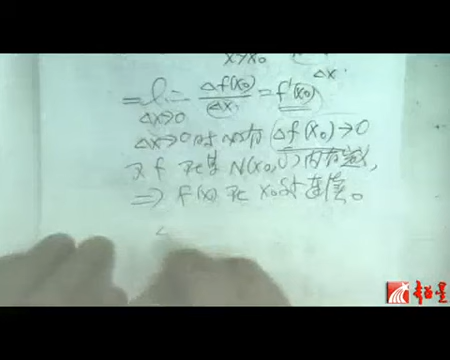 x→x₀
Δx
= lim Δf(x₀)/Δx = f'(x₀)
Δx→0
Δx→0时 必有 Δf(x₀)→0
又 f 在某 N(x₀,δ) 内有定义,
⇒ f(x) 在 x₀ 处连续。